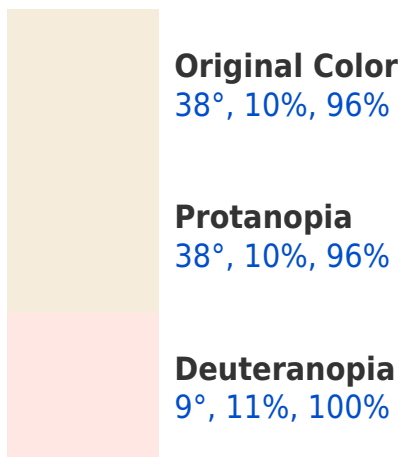 Original Color
38°, 10%, 96%
Protanopia
38°, 10%, 96%
Deuteranopia
9°, 11%, 100%